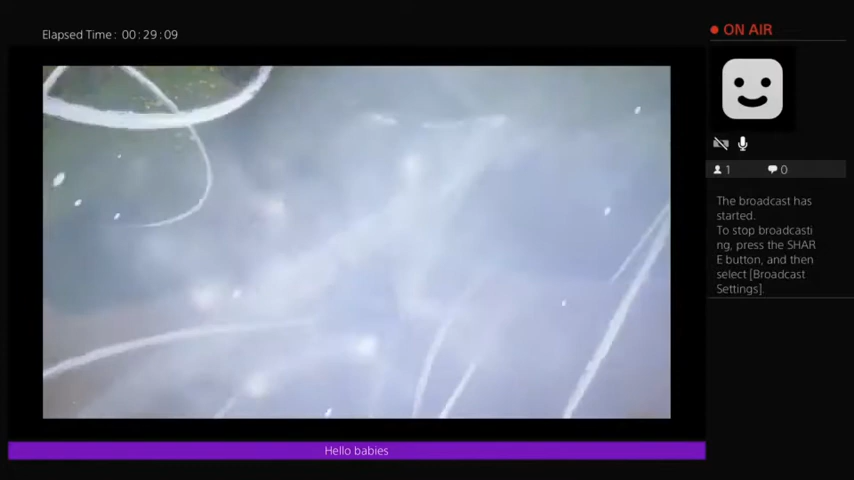 Elapsed Time: 00:29:09
ON AIR
1
0
The broadcast has
started.
To stop broadcasti
ng, press the SHAR
E button, and then
select [Broadcast
Settings].
Hello babies